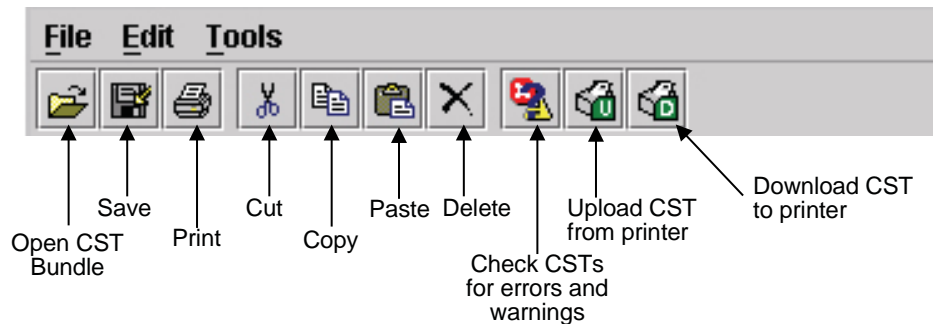 File Edit Tools
U D
Open CST
Bundle
Save
Print
Cut
Copy
Paste
Delete
Check CSTs
for errors and
warnings
Upload CST
from printer
Download CST
to printer